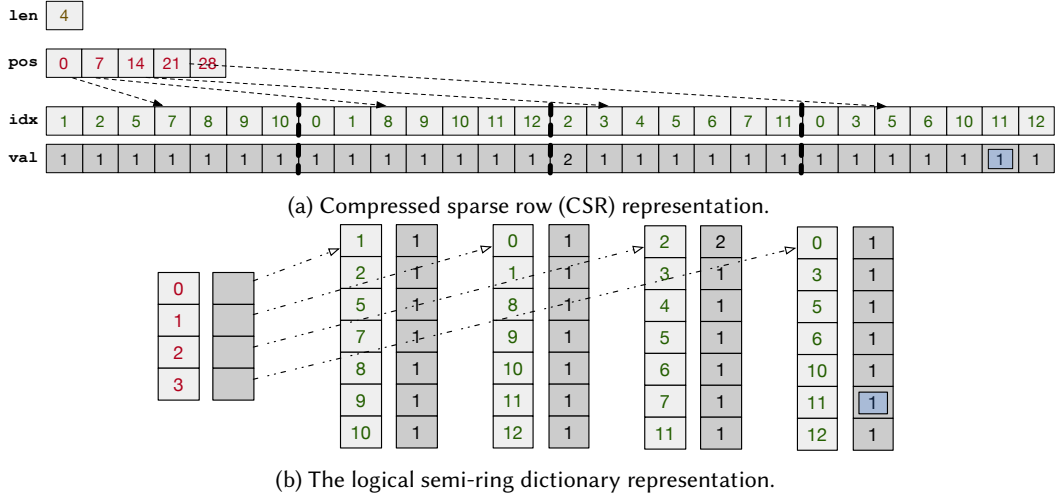 len 4
pos 0 7 14 21 28
idx 1 2 5 7 8 9 10 0 1 8 9 10 11 12 2 3 4 5 6 7 11 0 3 5 6 10 11 12
val 1 1 1 1 1 1 1 1 1 1 1 1 1 1 2 1 1 1 1 1 1 1 1 1 1 1 1 1
(a) Compressed sparse row (CSR) representation.
1 1 0 1 2 2 0 1
2 1 1 1 3 1 3 1
0
5 1 8 1 4 1 5 1
1
7 1 9 1 5 1 6 1
2
8 1 10 1 6 1 10 1
3
9 1 11 1 7 1 11 1
10 1 12 1 11 1 12 1
(b) The logical semi-ring dictionary representation.